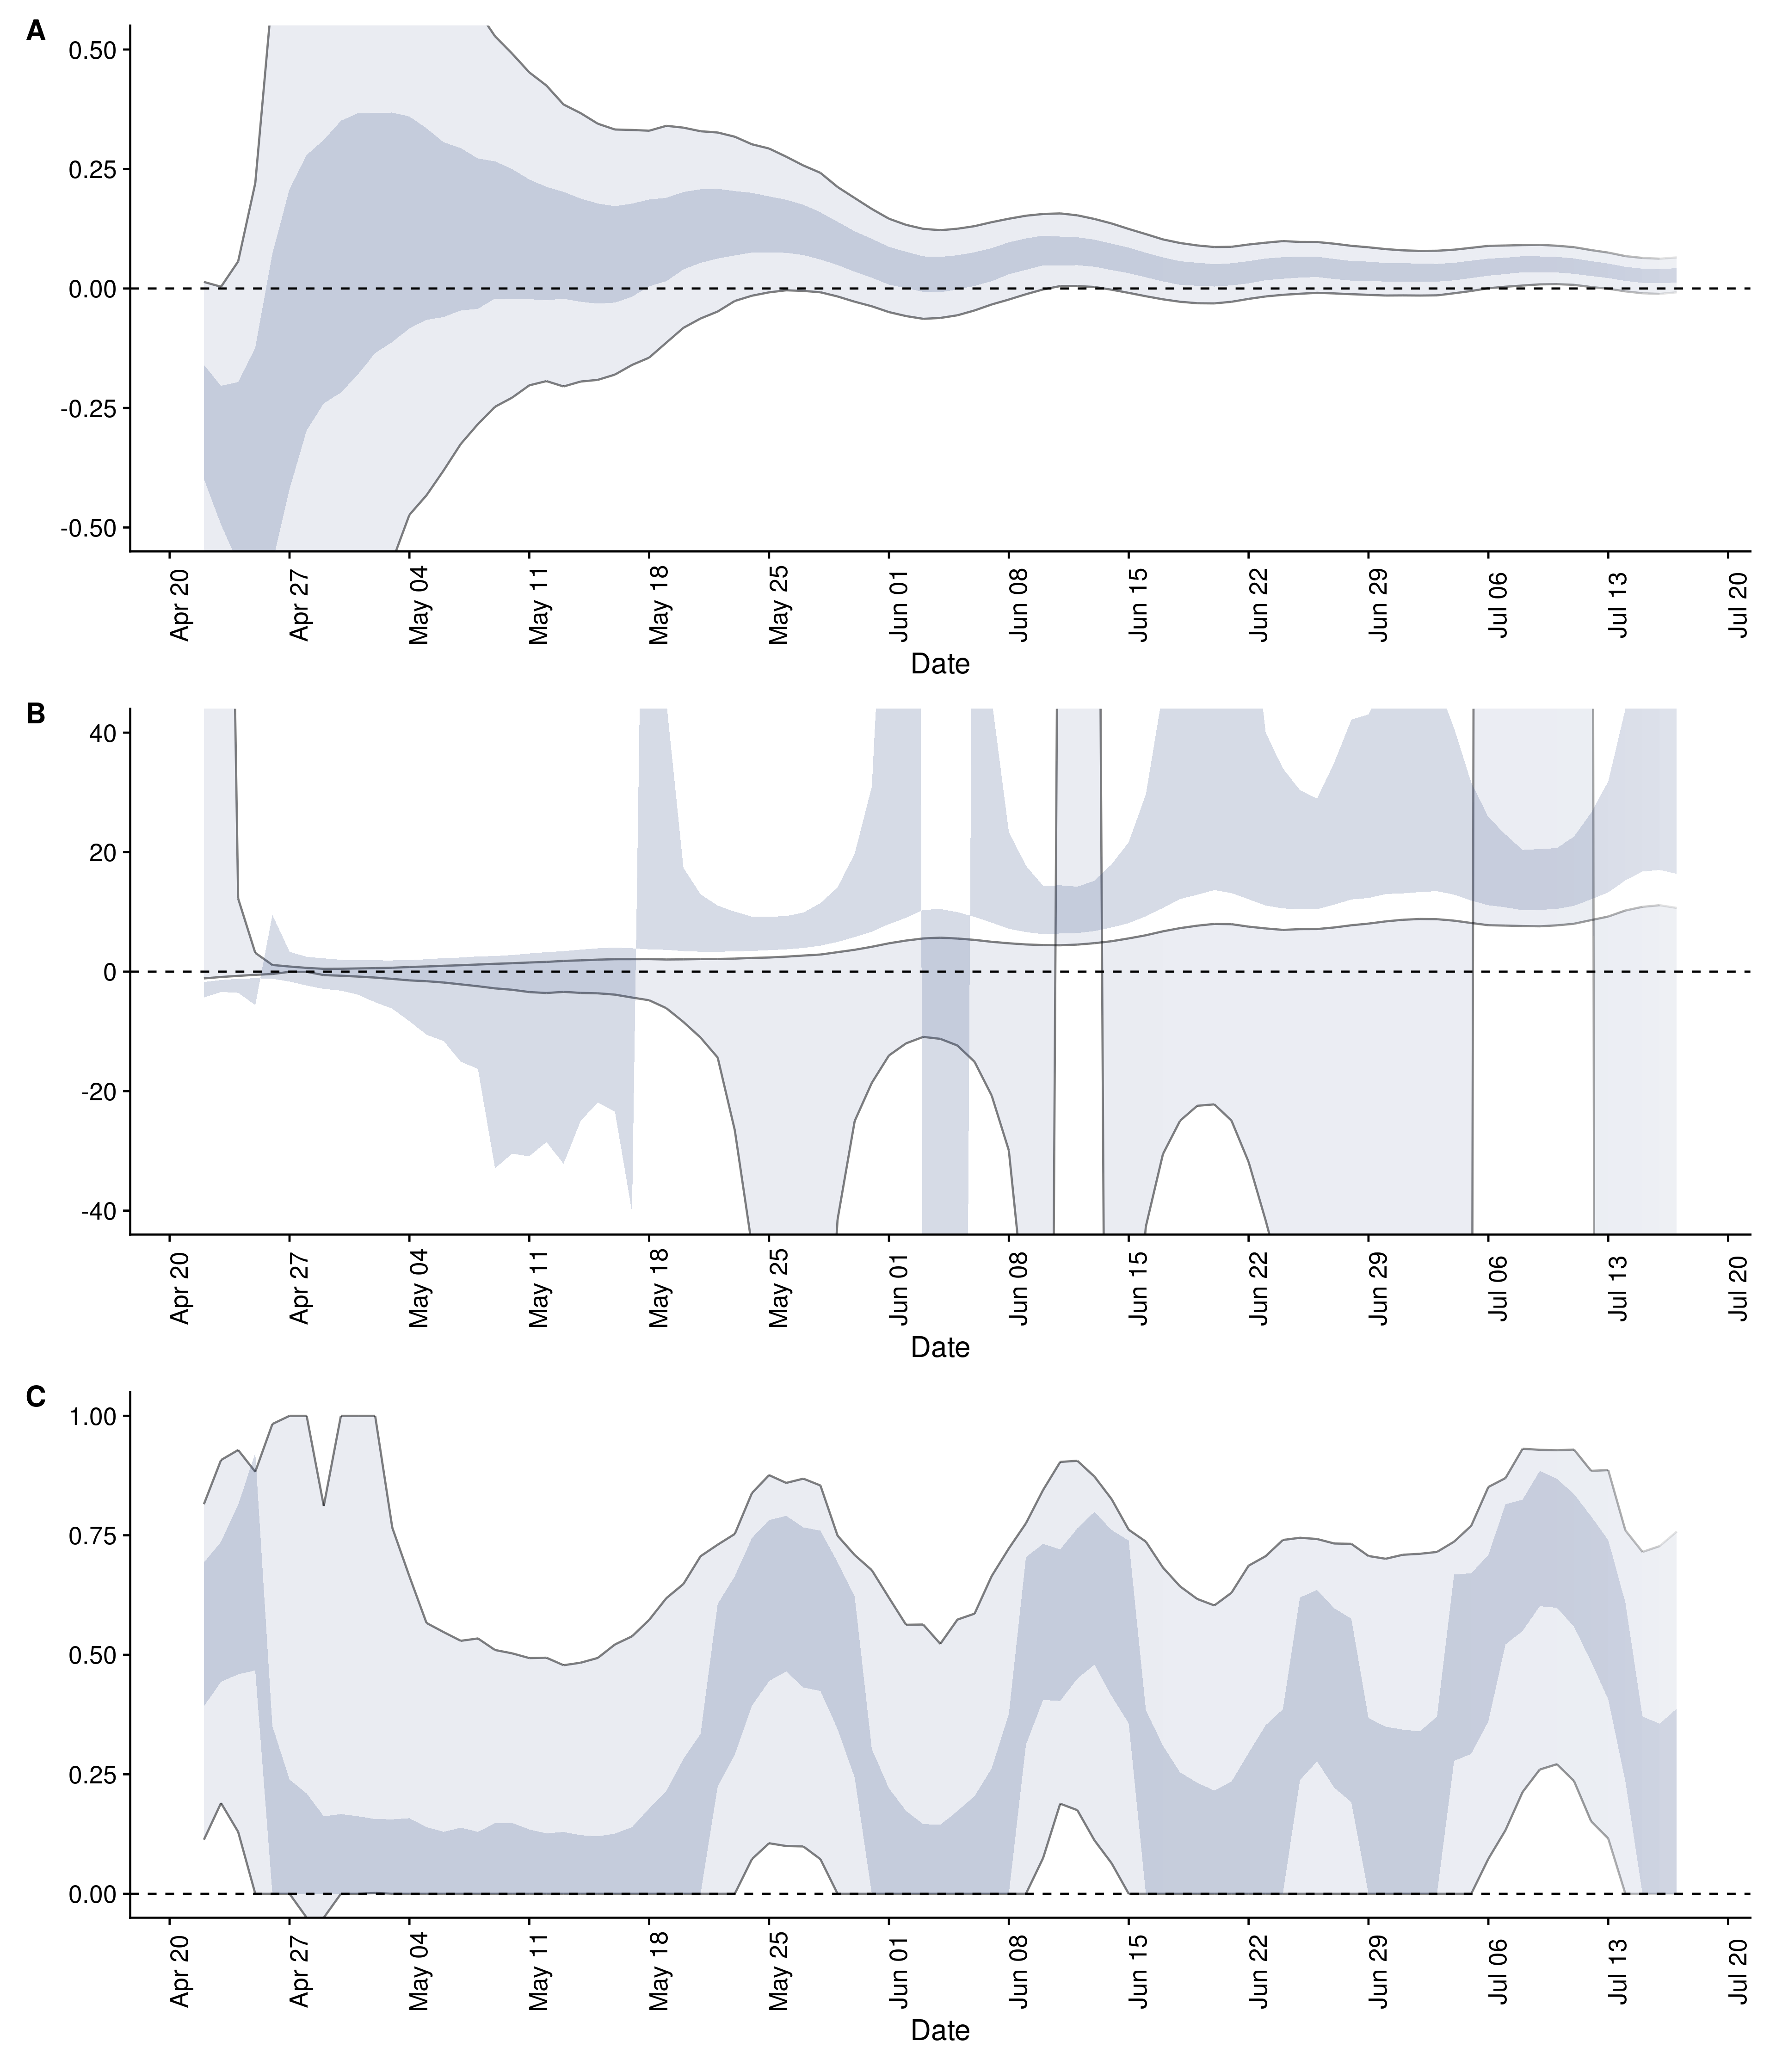 A
0.50
0.25
0.00
-0.25
-0.50
Apr 20
Apr 27
May 04
May 11
May 18
May 25
Jun 01
Jun 08
Jun 15
Jun 22
Jun 29
Jul 06
Jul 13
Jul 20
Date
B
40
20
0
-20
-40
Apr 20
Apr 27
May 04
May 11
May 18
May 25
Jun 01
Jun 08
Jun 15
Jun 22
Jun 29
Jul 06
Jul 13
Jul 20
Date
C
1.00
0.75
0.50
0.25
0.00
Apr 20
Apr 27
May 04
May 11
May 18
May 25
Jun 01
Jun 08
Jun 15
Jun 22
Jun 29
Jul 06
Jul 13
Jul 20
Date